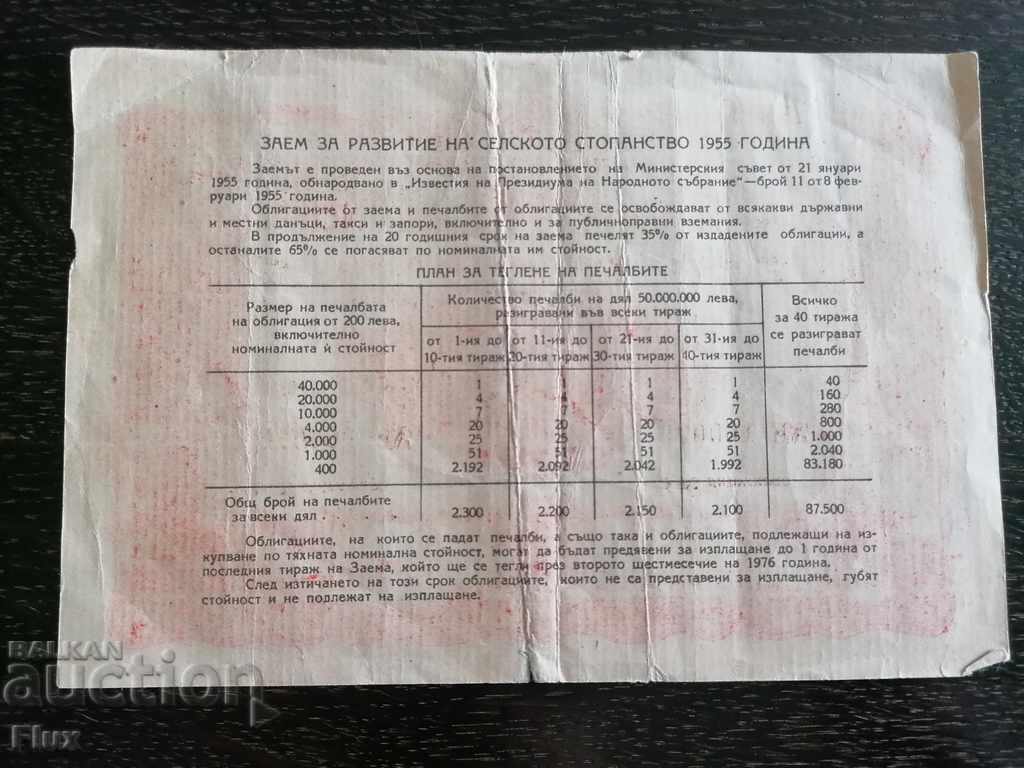 ЗАЕМ ЗА РАЗВИТИЕ НА СЕЛСКОТО СТОПАНСТВО 1955 ГОДИНА
Заемът е проведен въз основа на постановлението на Министерския съвет от 21 януари
1955 година, обнародвано в „Известия на Президиума на Народното събрание“—брой 11 от 8 фев-
руари 1955 година.
Облигациите от заема и печалбите от облигациите се освобождават от всякакви държавни
и местни данъци, такси и запори, включително и за публичноправни вземания.
В продължение на 20 годишния срок на заема печелят 35% от издадените облигации, а
останалите 65% се погасяват по номиналната им стойност.
ПЛАН ЗА ТЕГЛЕНЕ НА ПЕЧАЛБИТЕ
Размер на печалбата
на облигация от 200 лева,
включително
номиналната ѝ стойност
Количество печалби на дял 50.000.000 лева,
разигравани във всеки тираж
от 1-ия до
10-тия тираж
от 11-ия до
20-тия тираж
от 21-ия до
30-тия тираж
от 31-ия до
40-тия тираж
Всичко
за 40 тиража
се разиграват
печалби
40.000 1 1 1 1 40
20.000 4 4 4 4 160
10.000 7 7 7 7 280
4.000 20 20 20 20 800
2.000 25 25 25 25 1.000
1.000 51 51 51 51 2.040
400 2.192 2.092 2.042 1.992 83.180
Общ брой на печалбите
за всеки дял . . . . . 2.300 2.200 2.150 2.100 87.500
Облигациите, на които се падат печалби, а също така и облигациите, подлежащи на из-
купване по тяхната номинална стойност, могат да бъдат предявени за изплащане до 1 година от
последния тираж на Заема, който ще се тегли през второто шестмесечие на 1976 година.
След изтичането на този срок облигациите, които не са представени за изплащане, губят
стойност и не подлежат на изплащане.
BALKAN
auction
Flux